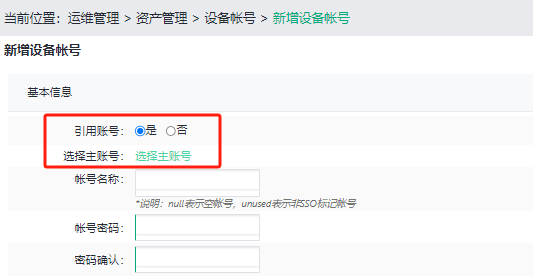 当前位置：运维管理 > 资产管理 > 设备帐号 > 新增设备帐号
新增设备帐号
基本信息
引用账号： 是 否
选择主账号： 选择主账号
帐号名称：
*说明：null表示空帐号，unused表示非SSO标记帐号
帐号密码：
密码确认：